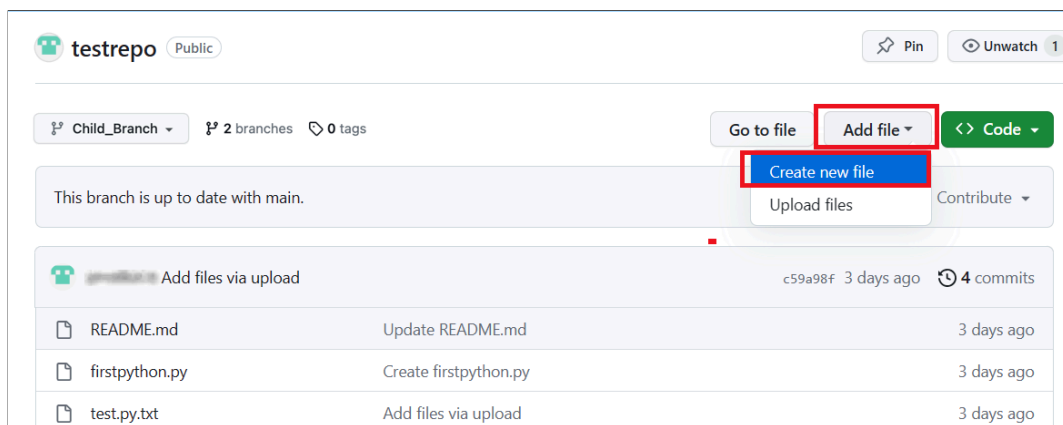 testrepo Public Pin Unwatch 1
Child_Branch 2 branches 0 tags Go to file Add file <> Code
Create new file
This branch is up to date with main. Contribute
Upload files
Add files via upload c59a98f 3 days ago 4 commits
README.md Update README.md 3 days ago
firstpython.py Create firstpython.py 3 days ago
test.py.txt Add files via upload 3 days ago